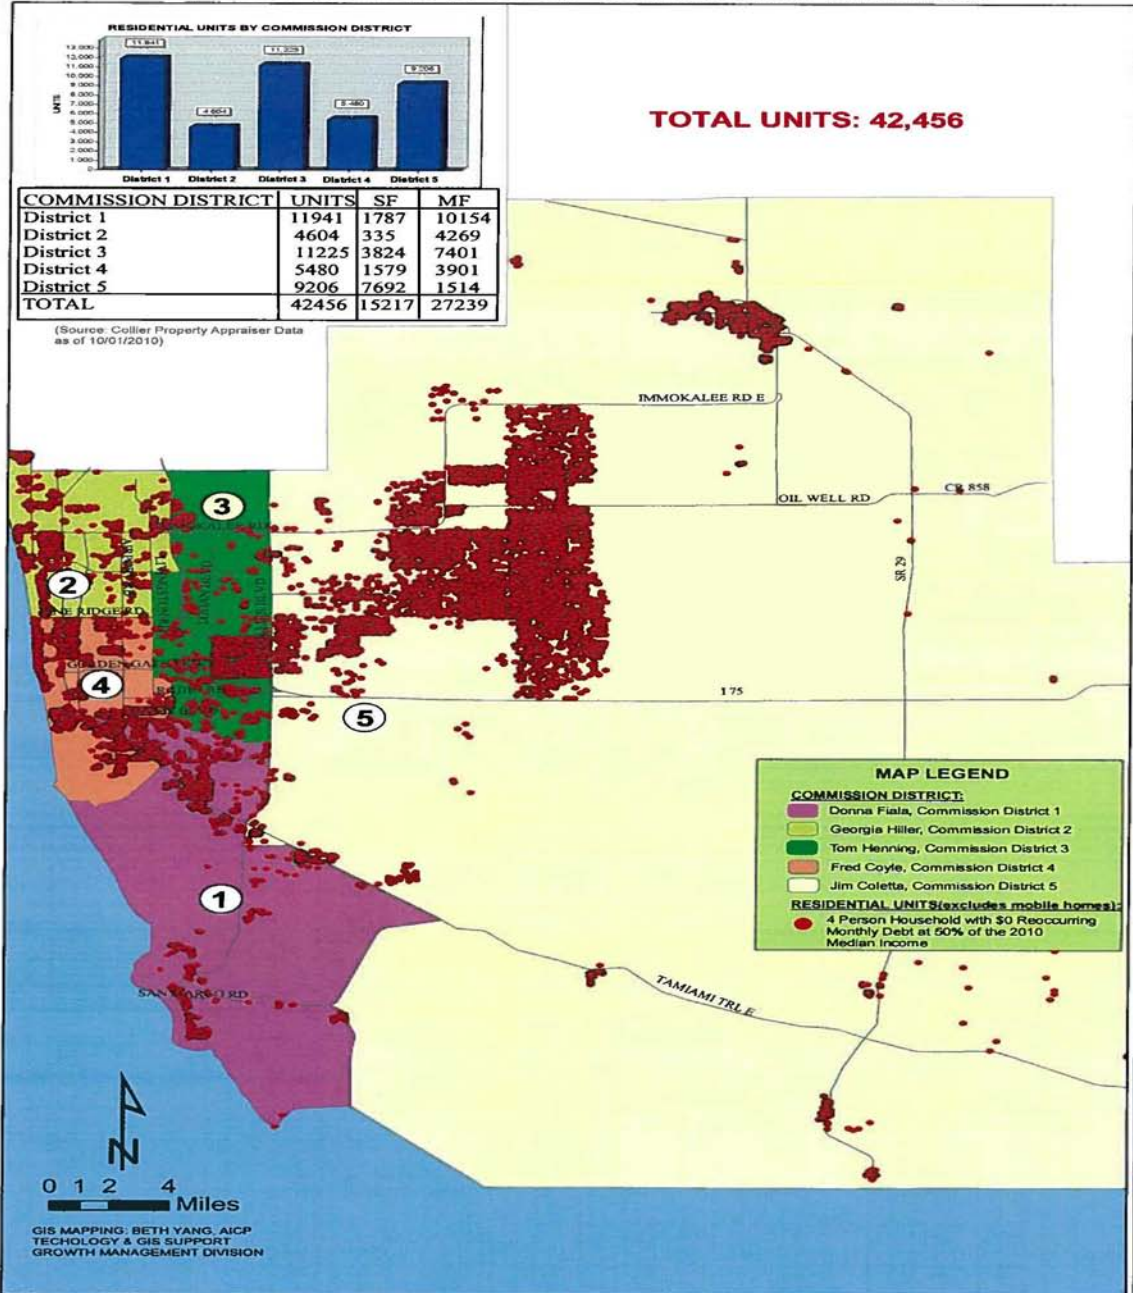 RESIDENTIAL UNITS BY COMMISSION DISTRICT
11,941
4,604
11,225
5,480
9,206
13,000
12,000
11,000
10,000
9,000
8,000
7,000
6,000
5,000
4,000
3,000
2,000
1,000
0
UNITS
District 1 District 2 District 3 District 4 District 5
TOTAL UNITS: 42,456
COMMISSION DISTRICT UNITS SF MF
District 1 11941 1787 10154
District 2 4604 335 4269
District 3 11225 3824 7401
District 4 5480 1579 3901
District 5 9206 7692 1514
TOTAL 42456 15217 27239
(Source: Collier Property Appraiser Data
as of 10/01/2010)
IMMOKALEE RD E
OIL WELL RD
CR 858
SR 29
3
2
4
5
1
I 75
SAN MARCO RD
TAMIAMI TRL E
MAP LEGEND
COMMISSION DISTRICT:
Donna Fiala, Commission District 1
Georgia Hiller, Commission District 2
Tom Henning, Commission District 3
Fred Coyle, Commission District 4
Jim Coletta, Commission District 5
RESIDENTIAL UNITS(excludes mobile homes):
4 Person Household with $0 Reoccurring
Monthly Debt at 50% of the 2010
Median Income
N
0 1 2 4
Miles
GIS MAPPING: BETH YANG, AICP
TECHOLOGY & GIS SUPPORT
GROWTH MANAGEMENT DIVISION